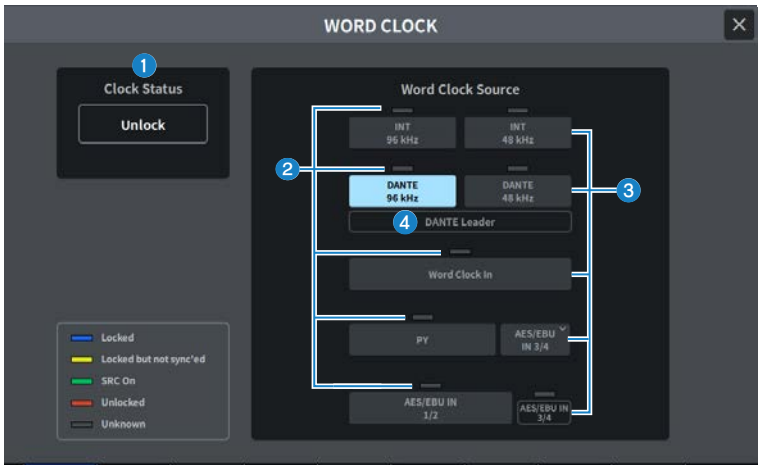 WORD CLOCK
1
Clock Status
Unlock
Word Clock Source
INT
96 kHz
INT
48 kHz
2
DANTE
96 kHz
DANTE
48 kHz
3
4
DANTE Leader
Word Clock In
PY
AES/EBU
IN 3/4
AES/EBU IN
1/2
AES/EBU IN
3/4
Locked
Locked but not sync'ed
SRC On
Unlocked
Unknown